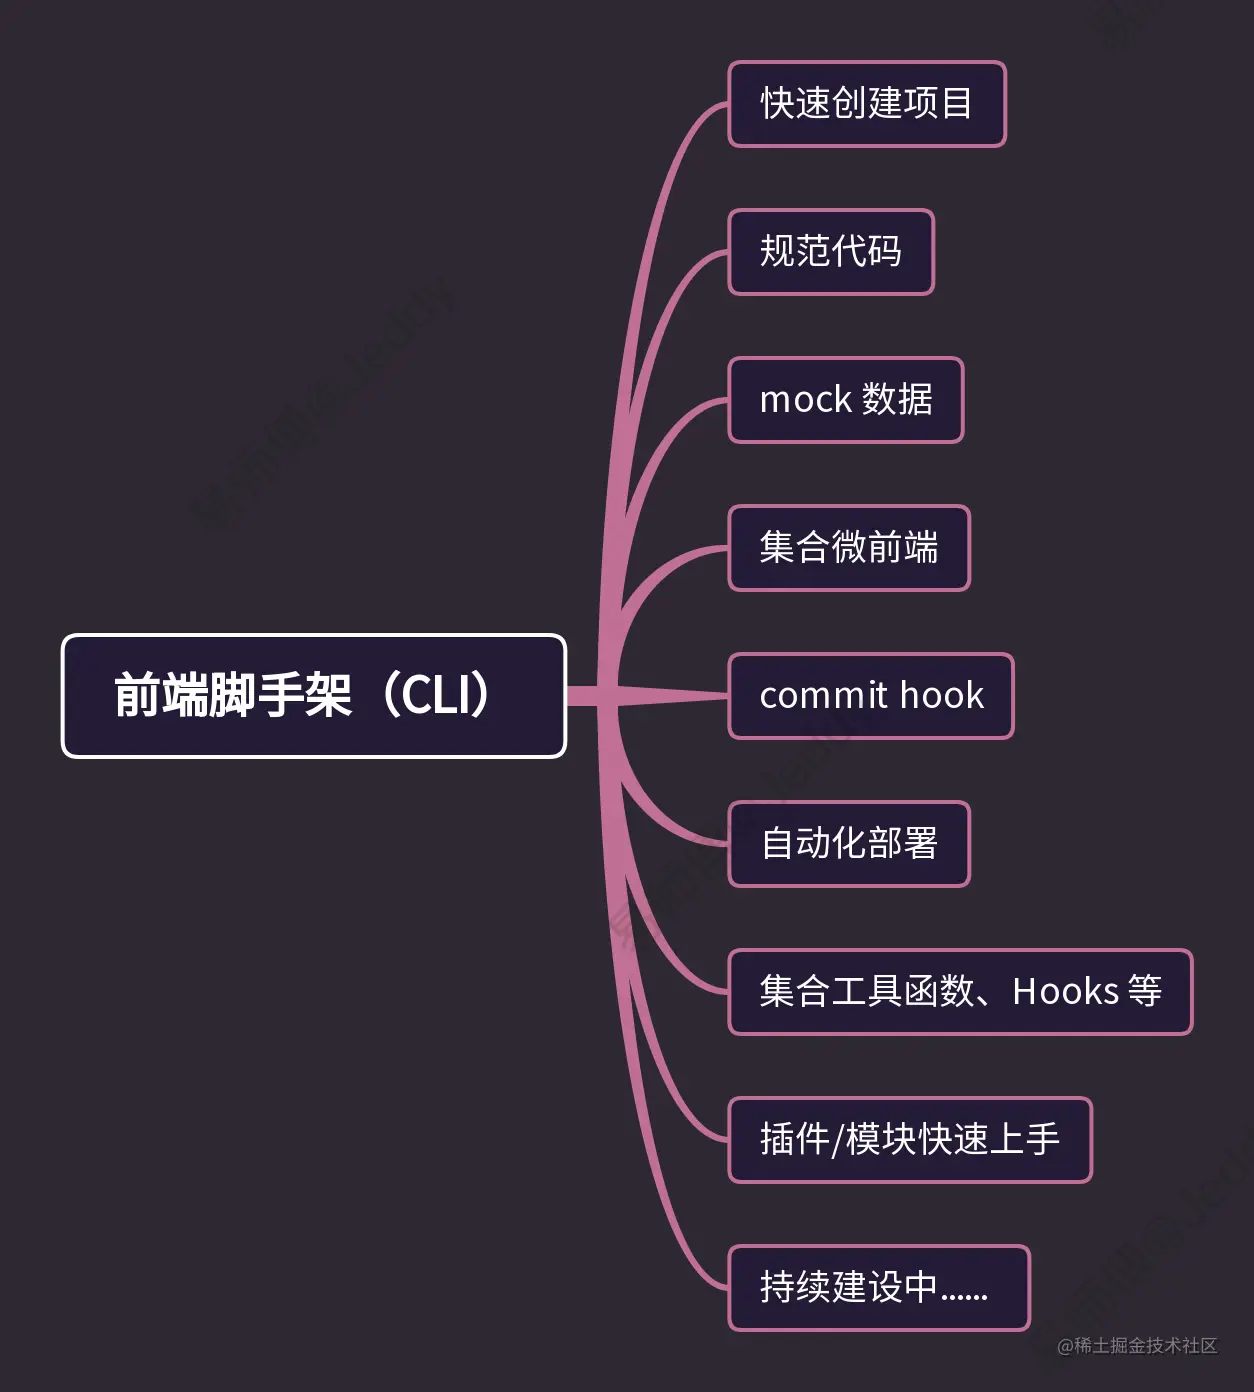 快速创建项目
规范代码
mock 数据
集合微前端
前端脚手架（CLI）
commit hook
自动化部署
集合工具函数、Hooks 等
插件/模块快速上手
持续建设中......
@稀土掘金技术社区